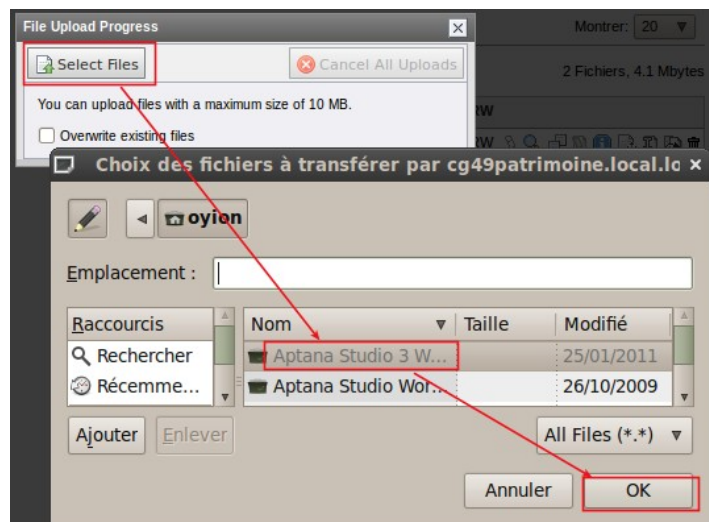 File Upload Progress
Montrer: 20
Select Files
Cancel All Uploads
2 Fichiers, 4.1 Mbytes
You can upload files with a maximum size of 10 MB.
RW
Overwrite existing files
RW
Choix des fichiers à transférer par cg49patrimoine.local.lo
oyion
Emplacement :
Raccourcis
Nom
Taille
Modifié
Rechercher
Aptana Studio 3 W...
25/01/2011
Récemme...
Aptana Studio Wor...
26/10/2009
Ajouter
Enlever
All Files (*.*)
Annuler
OK